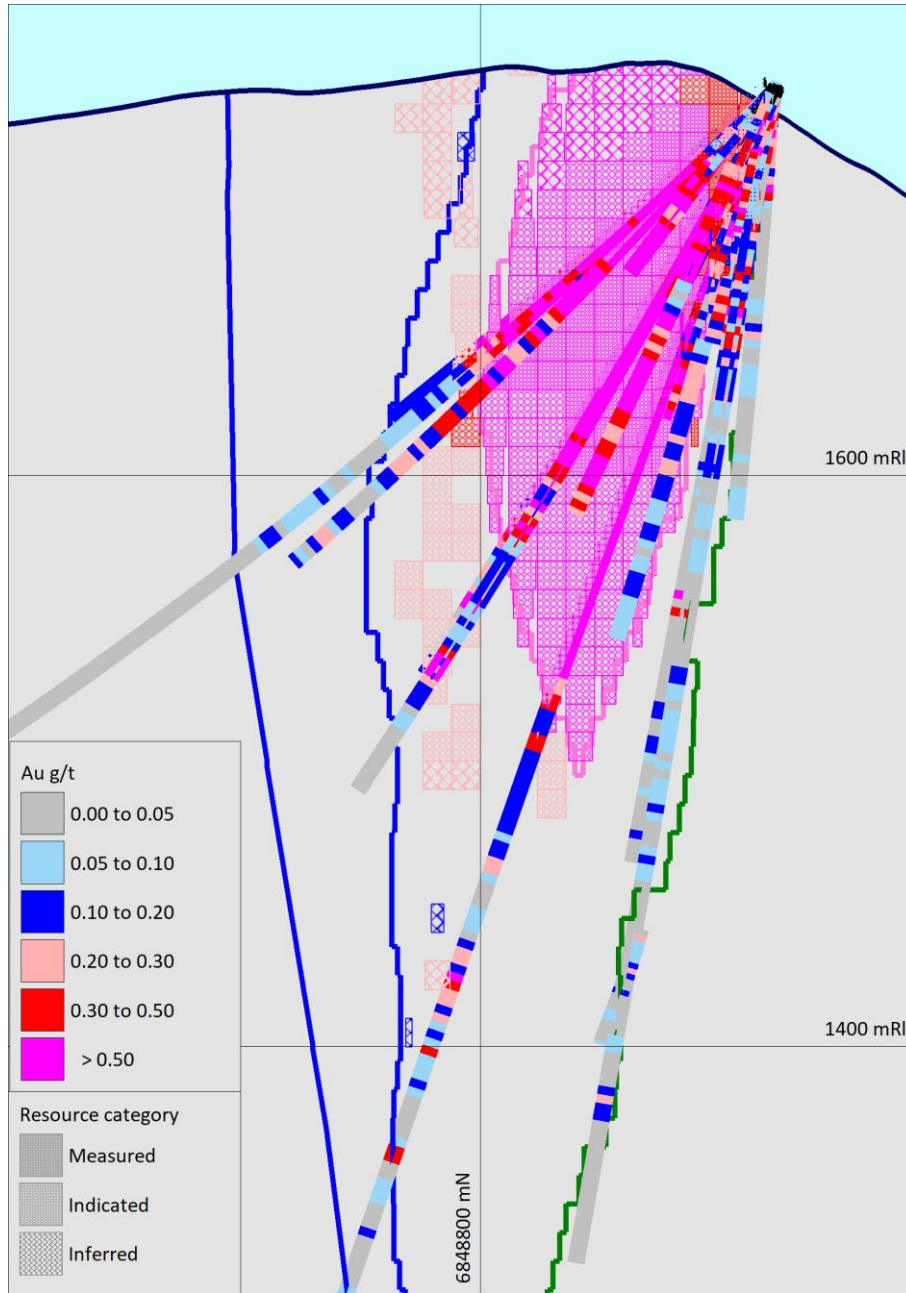 1600 mRl
Au g/t
0.00 to 0.05
0.05 to 0.10
0.10 to 0.20
0.20 to 0.30
0.30 to 0.50
> 0.50
1400 mRl
Resource category
Measured
Indicated
Inferred
6848800 mN